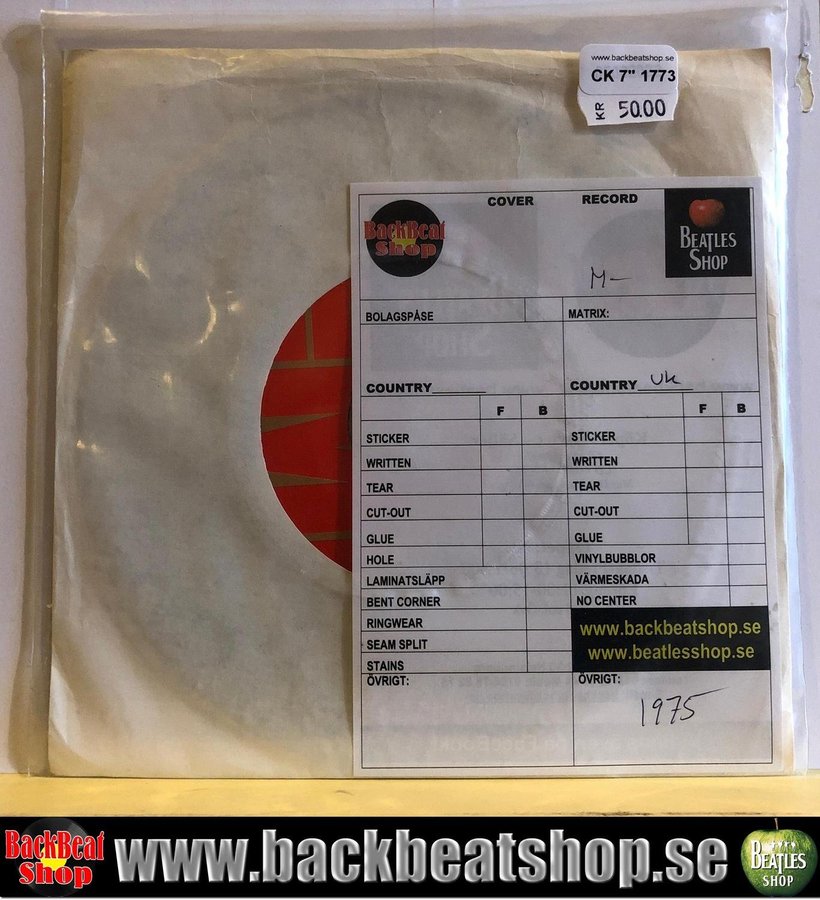 www.backbeatshop.se
CK 7" 1773
KR 50.00
COVER RECORD
BackBeat
Shop
BEATLES
SHOP
M-
BOLAGSPÅSE MATRIX:
COUNTRY______ COUNTRY UK
F B F B
STICKER STICKER
WRITTEN WRITTEN
TEAR TEAR
CUT-OUT CUT-OUT
GLUE GLUE
HOLE VINYLBUBBLOR
LAMINATSLÄPP VÄRMESKADA
BENT CORNER NO CENTER
RINGWEAR
SEAM SPLIT
STAINS
www.backbeatshop.se
www.beatlesshop.se
ÖVRIGT: ÖVRIGT:
1975
BackBeat
Shop
www.backbeatshop.se
BEATLES
SHOP